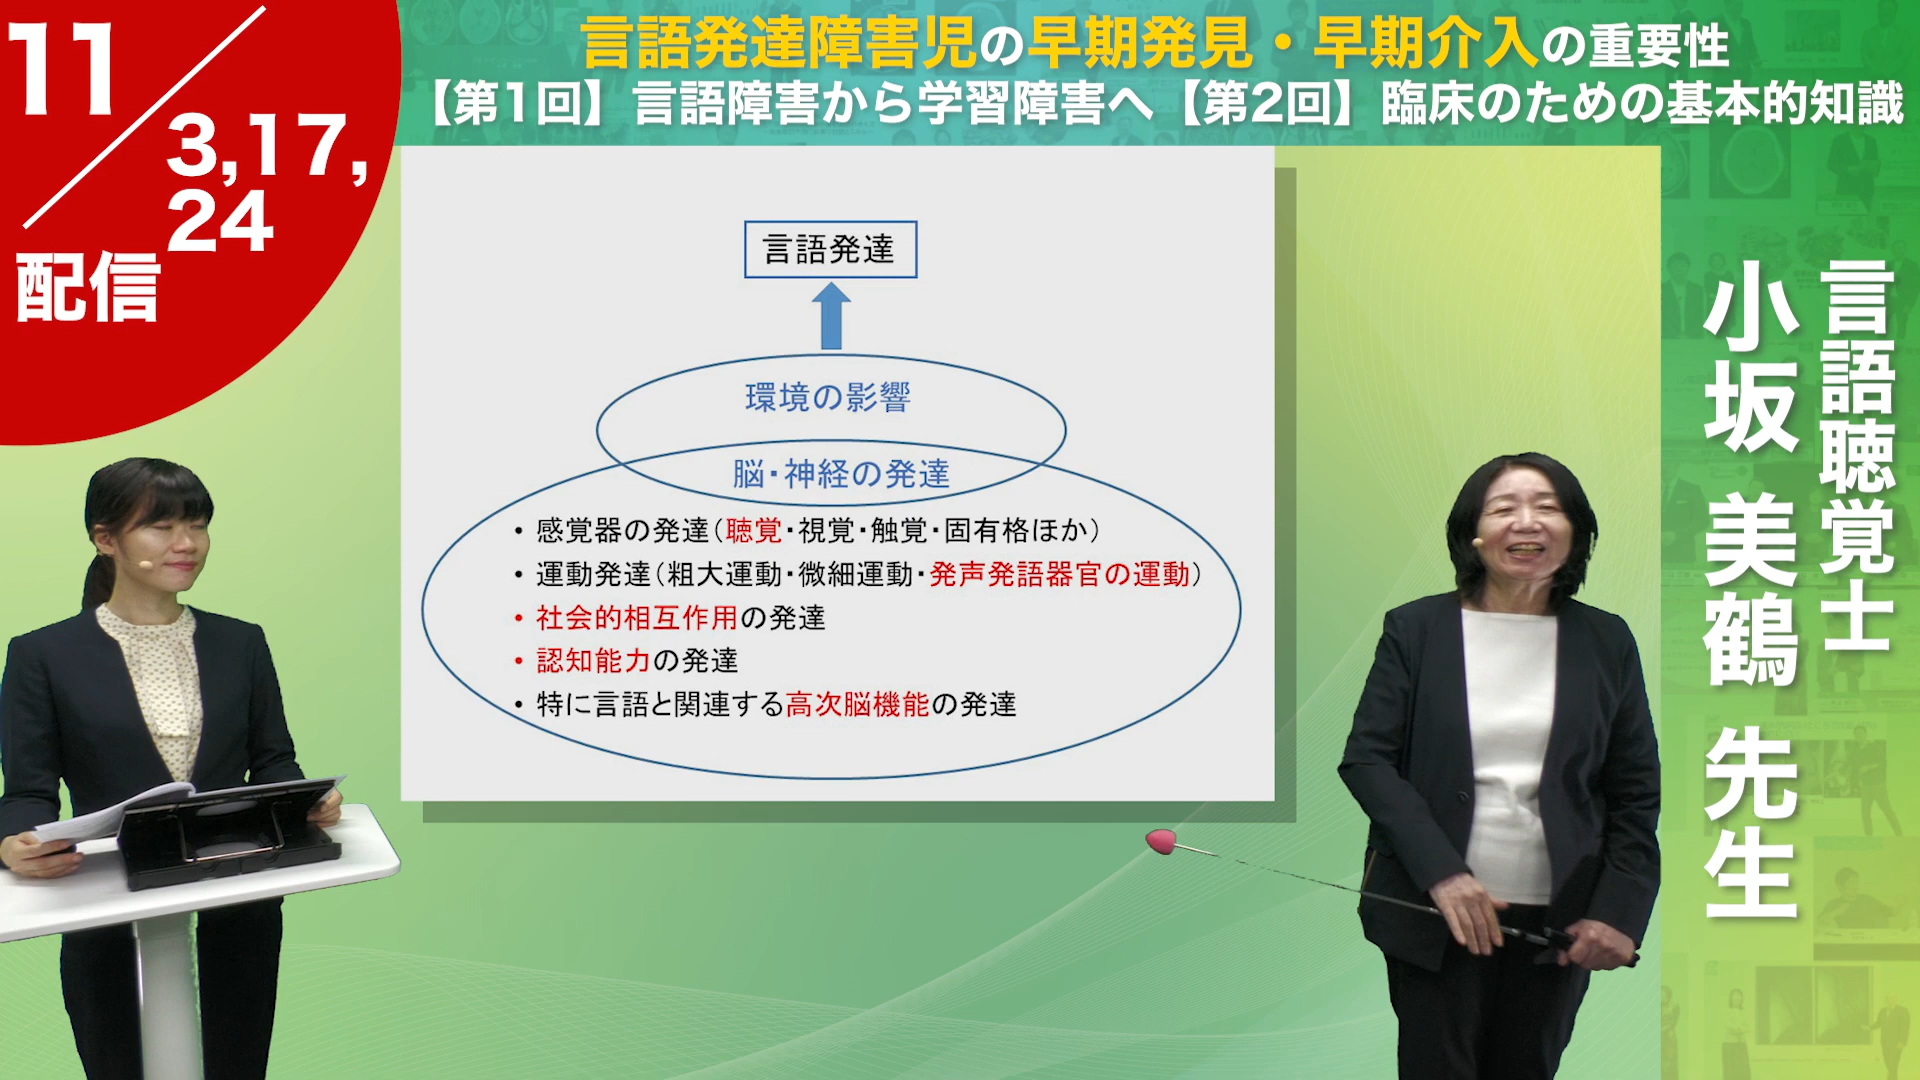 11/3,17,24
配信
言語発達障害児の早期発見・早期介入の重要性
【第1回】言語障害から学習障害へ【第2回】臨床のための基本的知識
言語発達
環境の影響
脳・神経の発達
• 感覚器の発達（聴覚・視覚・触覚・固有格ほか）
• 運動発達（粗大運動・微細運動・発声発語器官の運動）
• 社会的相互作用の発達
• 認知能力の発達
• 特に言語と関連する高次脳機能の発達
言語聴覚士
小坂 美鶴 先生